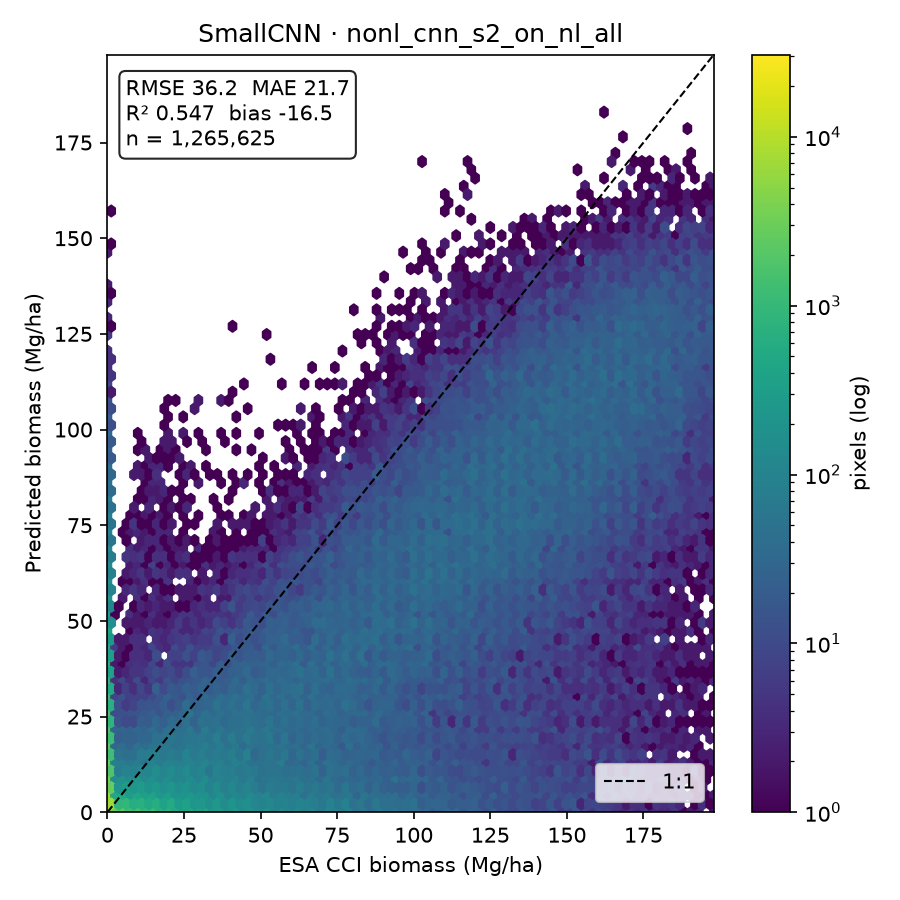 SmallCNN · nonl_cnn_s2_on_nl_all
RMSE 36.2  MAE 21.7
R² 0.547  bias -16.5
n = 1,265,625
175
150
125
100
75
50
25
0
Predicted biomass (Mg/ha)
0 25 50 75 100 125 150 175
ESA CCI biomass (Mg/ha)
1:1
10⁴
10³
10²
10¹
10⁰
pixels (log)